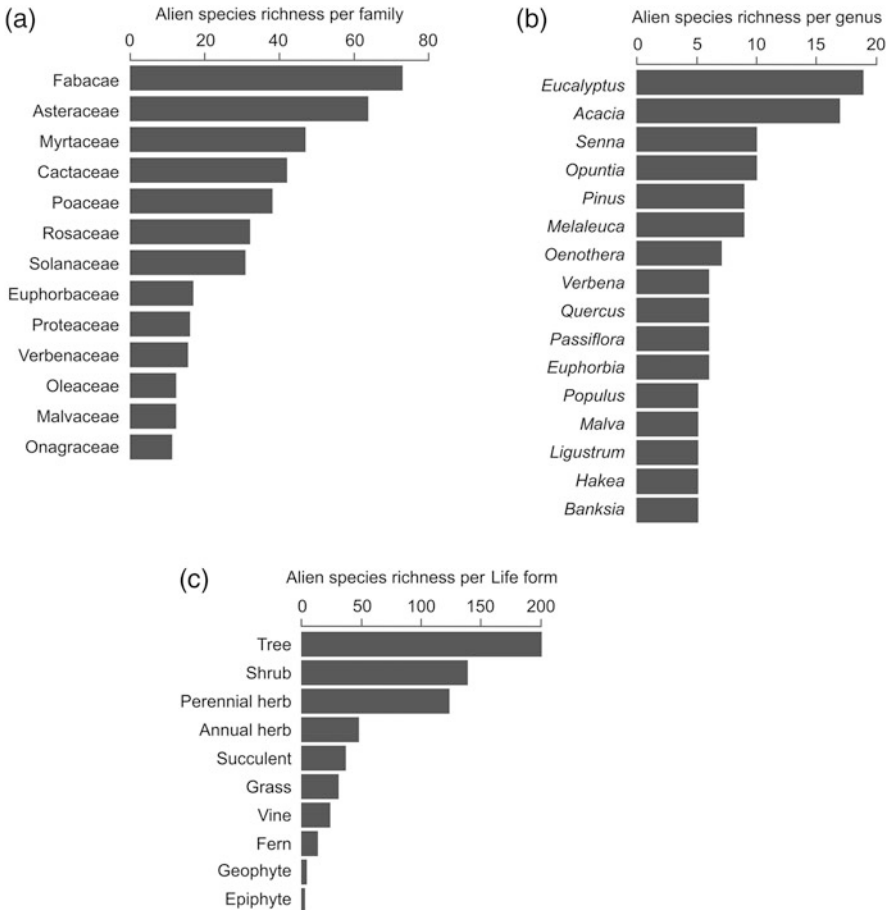 (a)
Alien species richness per family
0 20 40 60 80
Fabacae
Asteraceae
Myrtaceae
Cactaceae
Poaceae
Rosaceae
Solanaceae
Euphorbaceae
Proteaceae
Verbenaceae
Oleaceae
Malvaceae
Onagraceae
(b)
Alien species richness per genus
0 5 10 15 20
Eucalyptus
Acacia
Senna
Opuntia
Pinus
Melaleuca
Oenothera
Verbena
Quercus
Passiflora
Euphorbia
Populus
Malva
Ligustrum
Hakea
Banksia
(c)
Alien species richness per Life form
0 50 100 150 200
Tree
Shrub
Perennial herb
Annual herb
Succulent
Grass
Vine
Fern
Geophyte
Epiphyte